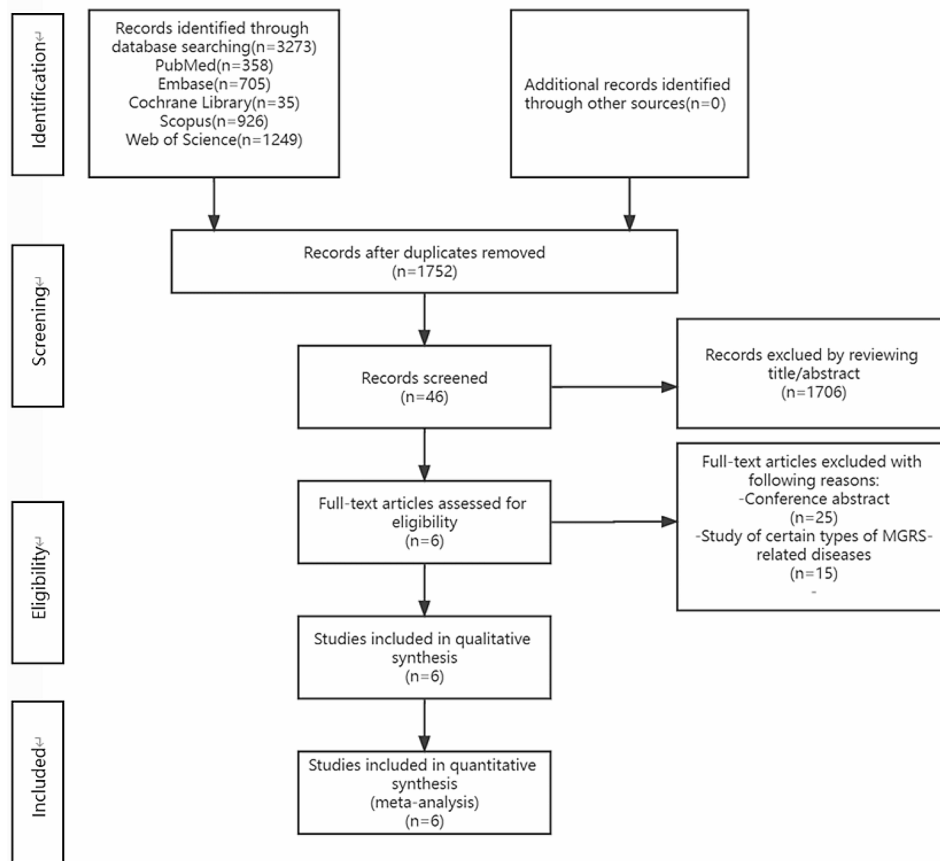 Identification↵
Records identified through
database searching(n=3273)
PubMed(n=358)
Embase(n=705)
Cochrane Library(n=35)
Scopus(n=926)
Web of Science(n=1249)
Additional records identified
through other sources(n=0)
Screening↵
Records after duplicates removed
(n=1752)
Records screened
(n=46)
Records exclued by reviewing
title/abstract
(n=1706)
Eligibility↵
Full-text articles assessed for
eligibility
(n=6)
Full-text articles excluded with
following reasons:
-Conference abstract
(n=25)
-Study of certain types of MGRS-
related diseases
(n=15)
-
Studies included in qualitative
synthesis
(n=6)
Included↵
Studies included in quantitative
synthesis
(meta-analysis)
(n=6)